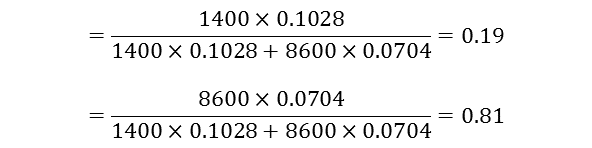 = 1400 × 0.1028 / 1400 × 0.1028 + 8600 × 0.0704 = 0.19
= 8600 × 0.0704 / 1400 × 0.1028 + 8600 × 0.0704 = 0.81